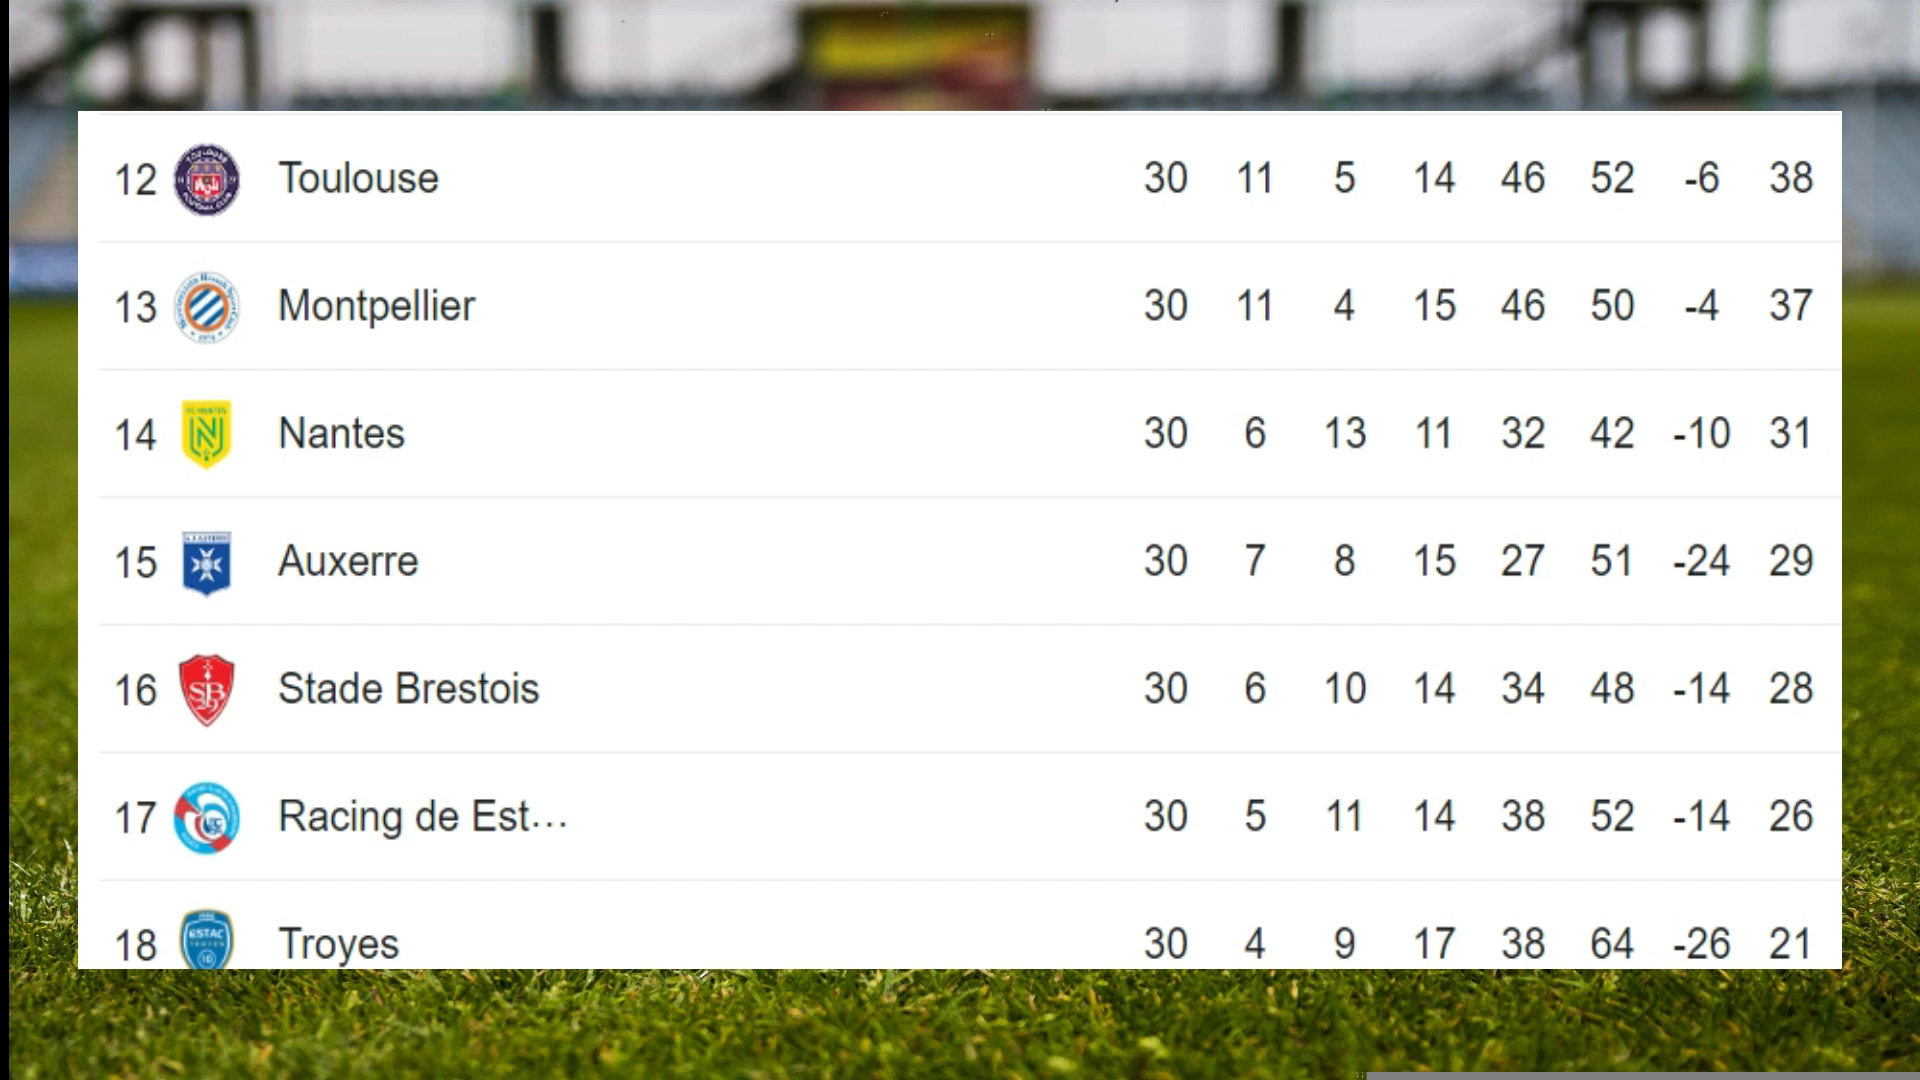 12 Toulouse 30 11 5 14 46 52 -6 38
13 Montpellier 30 11 4 15 46 50 -4 37
14 Nantes 30 6 13 11 32 42 -10 31
15 Auxerre 30 7 8 15 27 51 -24 29
16 Stade Brestois 30 6 10 14 34 48 -14 28
17 Racing de Est... 30 5 11 14 38 52 -14 26
18 ESTAC Troyes 30 4 9 17 38 64 -26 21